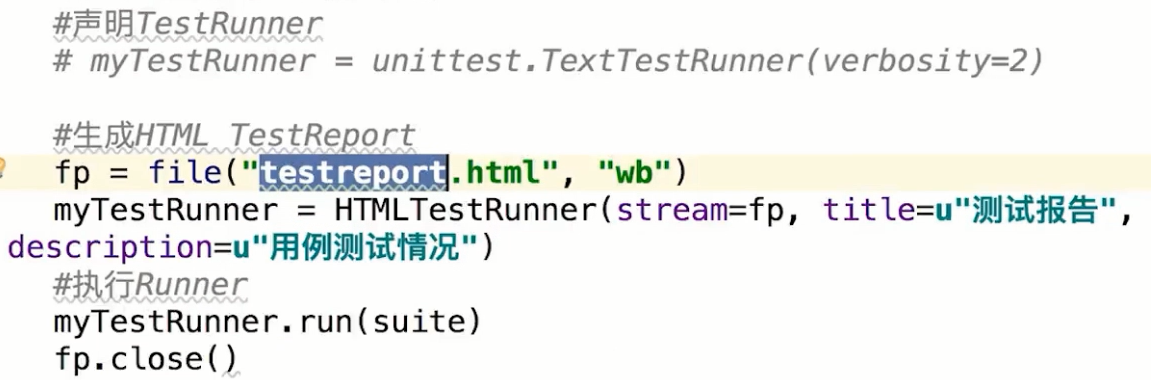 #声明TestRunner
# myTestRunner = unittest.TextTestRunner(verbosity=2)
#生成HTML TestReport
fp = file("testreport.html", "wb")
myTestRunner = HTMLTestRunner(stream=fp, title=u"测试报告",
description=u"用例测试情况")
#执行Runner
myTestRunner.run(suite)
fp.close()